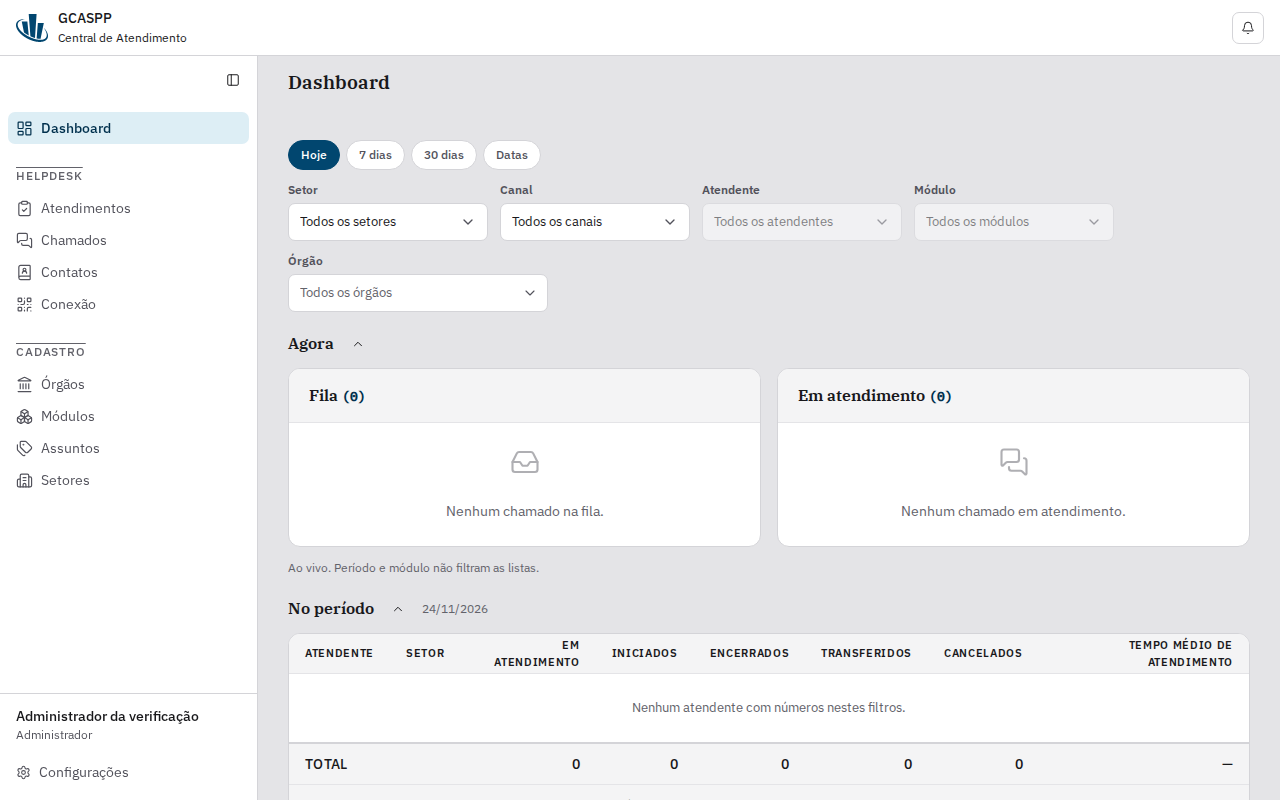 GCASPP
Central de Atendimento
Dashboard
HELPDESK
Atendimentos
Chamados
Contatos
Conexão
CADASTRO
Órgãos
Módulos
Assuntos
Setores
Administrador da verificação
Administrador
Configurações
Dashboard
Hoje 7 dias 30 dias Datas
Setor Canal Atendente Módulo
Todos os setores Todos os canais Todos os atendentes Todos os módulos
Órgão
Todos os órgãos
Agora
Fila (0) Em atendimento (0)
Nenhum chamado na fila. Nenhum chamado em atendimento.
Ao vivo. Período e módulo não filtram as listas.
No período 24/11/2026
ATENDENTE SETOR EM ATENDIMENTO INICIADOS ENCERRADOS TRANSFERIDOS CANCELADOS TEMPO MÉDIO DE ATENDIMENTO
Nenhum atendente com números nestes filtros.
TOTAL 0 0 0 0 0 —